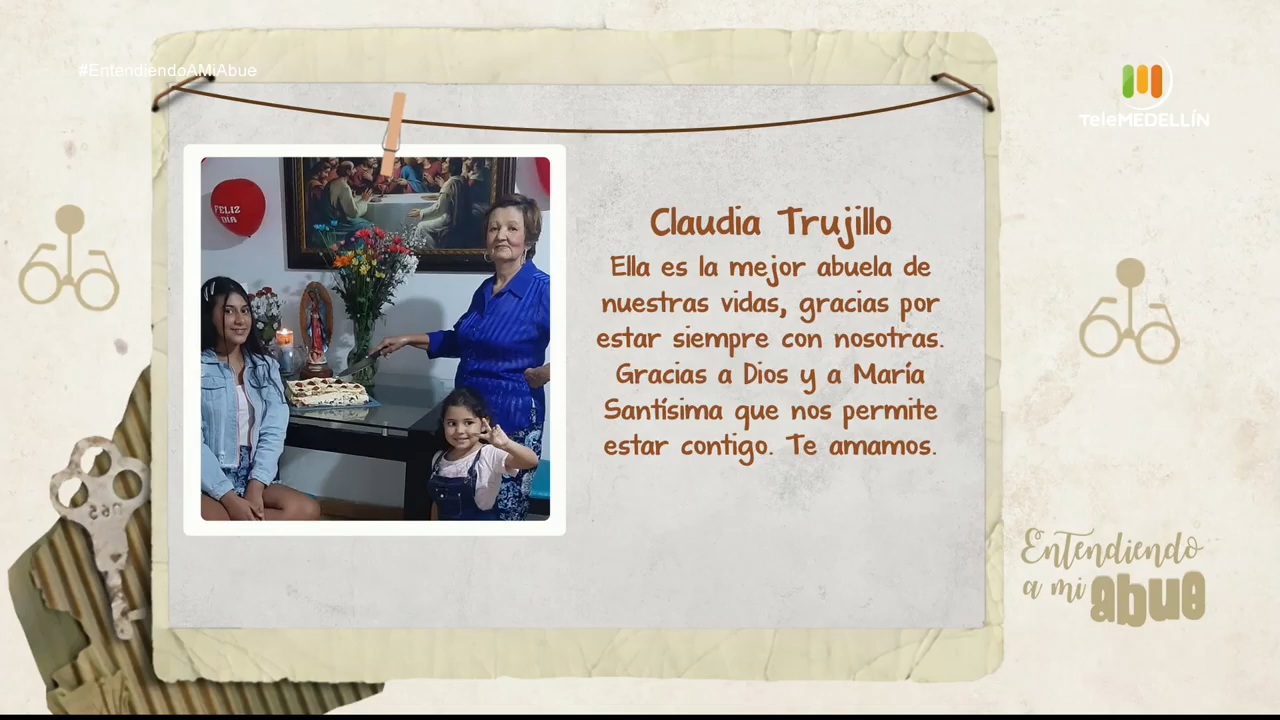 #EntendiendoAMiAbue
TeleMEDELLÍN
FELIZ
DÍA
Claudia Trujillo
Ella es la mejor abuela de
nuestras vidas, gracias por
estar siempre con nosotras.
Gracias a Dios y a María
Santísima que nos permite
estar contigo. Te amamos.
Entendiendo
a mi abue